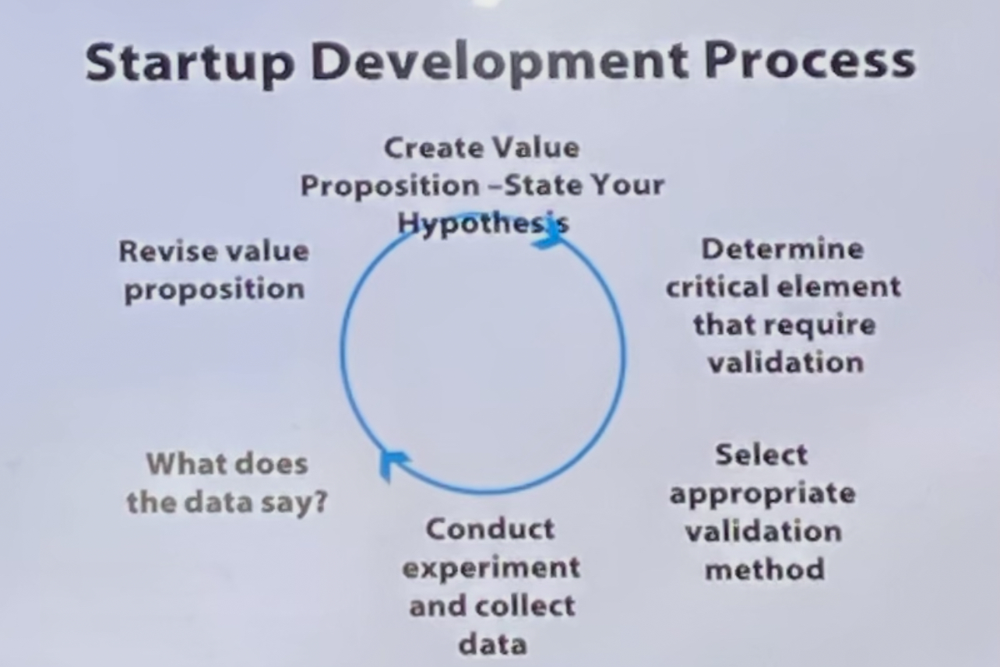 Startup Development Process
Create Value
Proposition –State Your
Hypothesis
Determine
critical element
that require
validation
Select
appropriate
validation
method
Conduct
experiment
and collect
data
What does
the data say?
Revise value
proposition